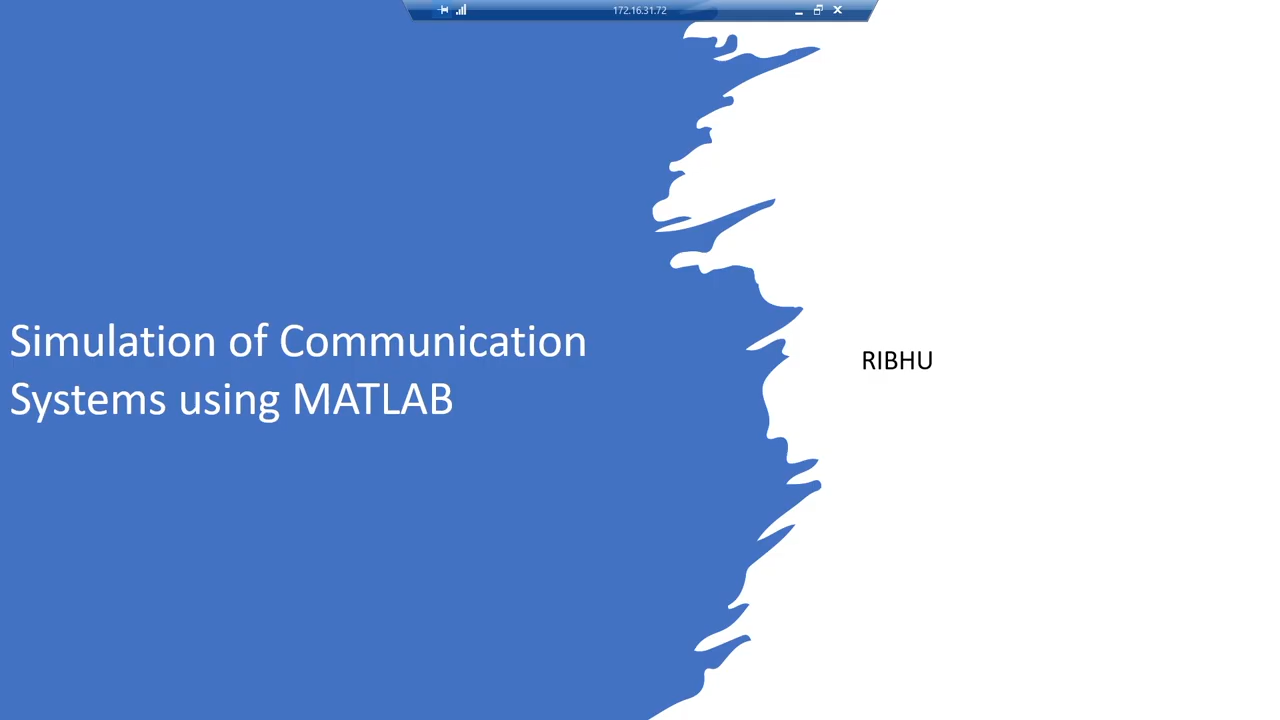 172.16.31.72
Simulation of Communication
Systems using MATLAB
RIBHU